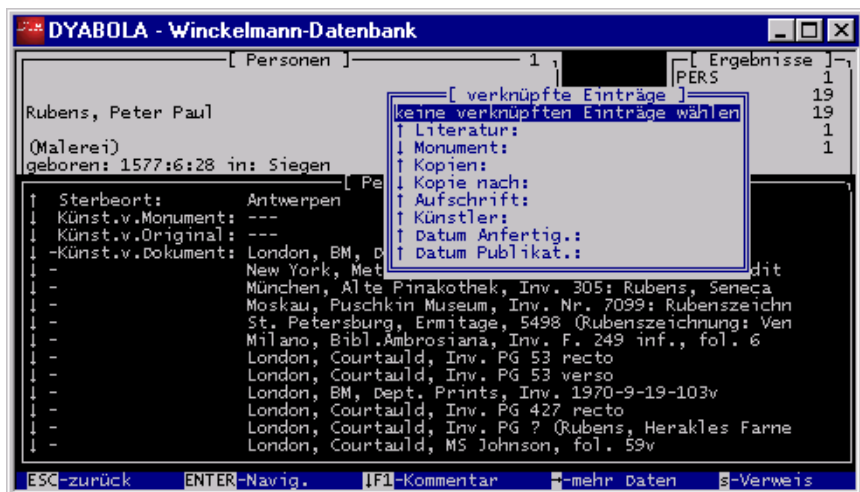 DYABOLA - Winckelmann-Datenbank
[ Personen ] 1
[ Ergebnisse ]
PERS 1
19
Rubens, Peter Paul 19
1
(Malerei) 1
geboren: 1577:6:28 in: Siegen
[ verknüpfte Einträge ]
keine verknüpften Einträge wählen
↑ Literatur:
↓ Monument:
↑ Kopien:
↓ Kopie nach:
↑ Aufschrift:
↑ Künstler:
↑ Datum Anfertig.:
↑ Datum Publikat.:
[ Pe
↑ Sterbeort: Antwerpen
↓ Künst.v.Monument: ---
↓ Künst.v.Original: ---
↓ -Künst.v.Dokument: London, BM, D
↓ - New York, Met dit
↓ - München, Alte Pinakothek, Inv. 305: Rubens, Seneca
↓ - Moskau, Puschkin Museum, Inv. Nr. 7099: Rubenszeichn
↓ - St. Petersburg, Ermitage, 5498 (Rubenszeichnung: Ven
↓ - Milano, Bibl.Ambrosiana, Inv. F. 249 inf., fol. 6
↓ - London, Courtauld, Inv. PG 53 recto
↓ - London, Courtauld, Inv. PG 53 verso
↓ - London, BM, Dept. Prints, Inv. 1970-9-19-103v
↓ - London, Courtauld, Inv. PG 427 recto
↓ - London, Courtauld, Inv. PG ? (Rubens, Herakles Farne
↓ - London, Courtauld, MS Johnson, fol. 59v
ESC-zurück ENTER-Navig. ↓F1-Kommentar →-mehr Daten s-Verweis